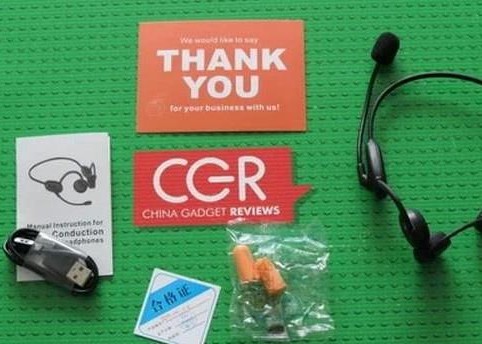 We would like to say
THANK
YOU
for your business with us!
CGR
CHINA GADGET REVIEWS
Manual Instruction for
Conduction
Headphones
合格证